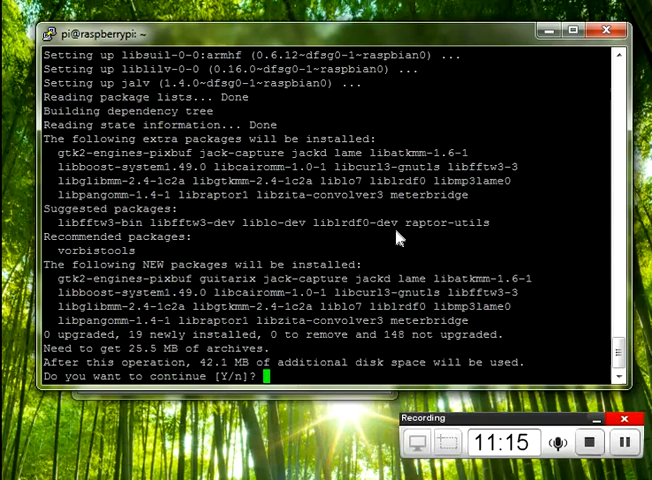 pi@raspberrypi: ~
Setting up libsuil-0-0:armhf (0.6.12~dfsg0-1~raspbian0) ...
Setting up liblilv-0-0 (0.16.0~dfsg0-1~raspbian0) ...
Setting up jalv (1.4.0~dfsg0-1~raspbian0) ...
Reading package lists... Done
Building dependency tree
Reading state information... Done
The following extra packages will be installed:
gtk2-engines-pixbuf jack-capture jackd lame libatkmm-1.6-1
libboost-system1.49.0 libcairomm-1.0-1 libcurl3-gnutls libfftw3-3
libglibmm-2.4-1c2a libgtkmm-2.4-1c2a liblo7 liblrdf0 libmp3lame0
libpangomm-1.4-1 libraptor1 libzita-convolver3 meterbridge
Suggested packages:
libfftw3-bin libfftw3-dev liblo-dev liblrdf0-dev raptor-utils
Recommended packages:
vorbistools
The following NEW packages will be installed:
gtk2-engines-pixbuf guitarix jack-capture jackd lame libatkmm-1.6-1
libboost-system1.49.0 libcairomm-1.0-1 libcurl3-gnutls libfftw3-3
libglibmm-2.4-1c2a libgtkmm-2.4-1c2a liblo7 liblrdf0 libmp3lame0
libpangomm-1.4-1 libraptor1 libzita-convolver3 meterbridge
0 upgraded, 19 newly installed, 0 to remove and 148 not upgraded.
Need to get 25.5 MB of archives.
After this operation, 42.1 MB of additional disk space will be used.
Do you want to continue [Y/n]?
Recording
11:15